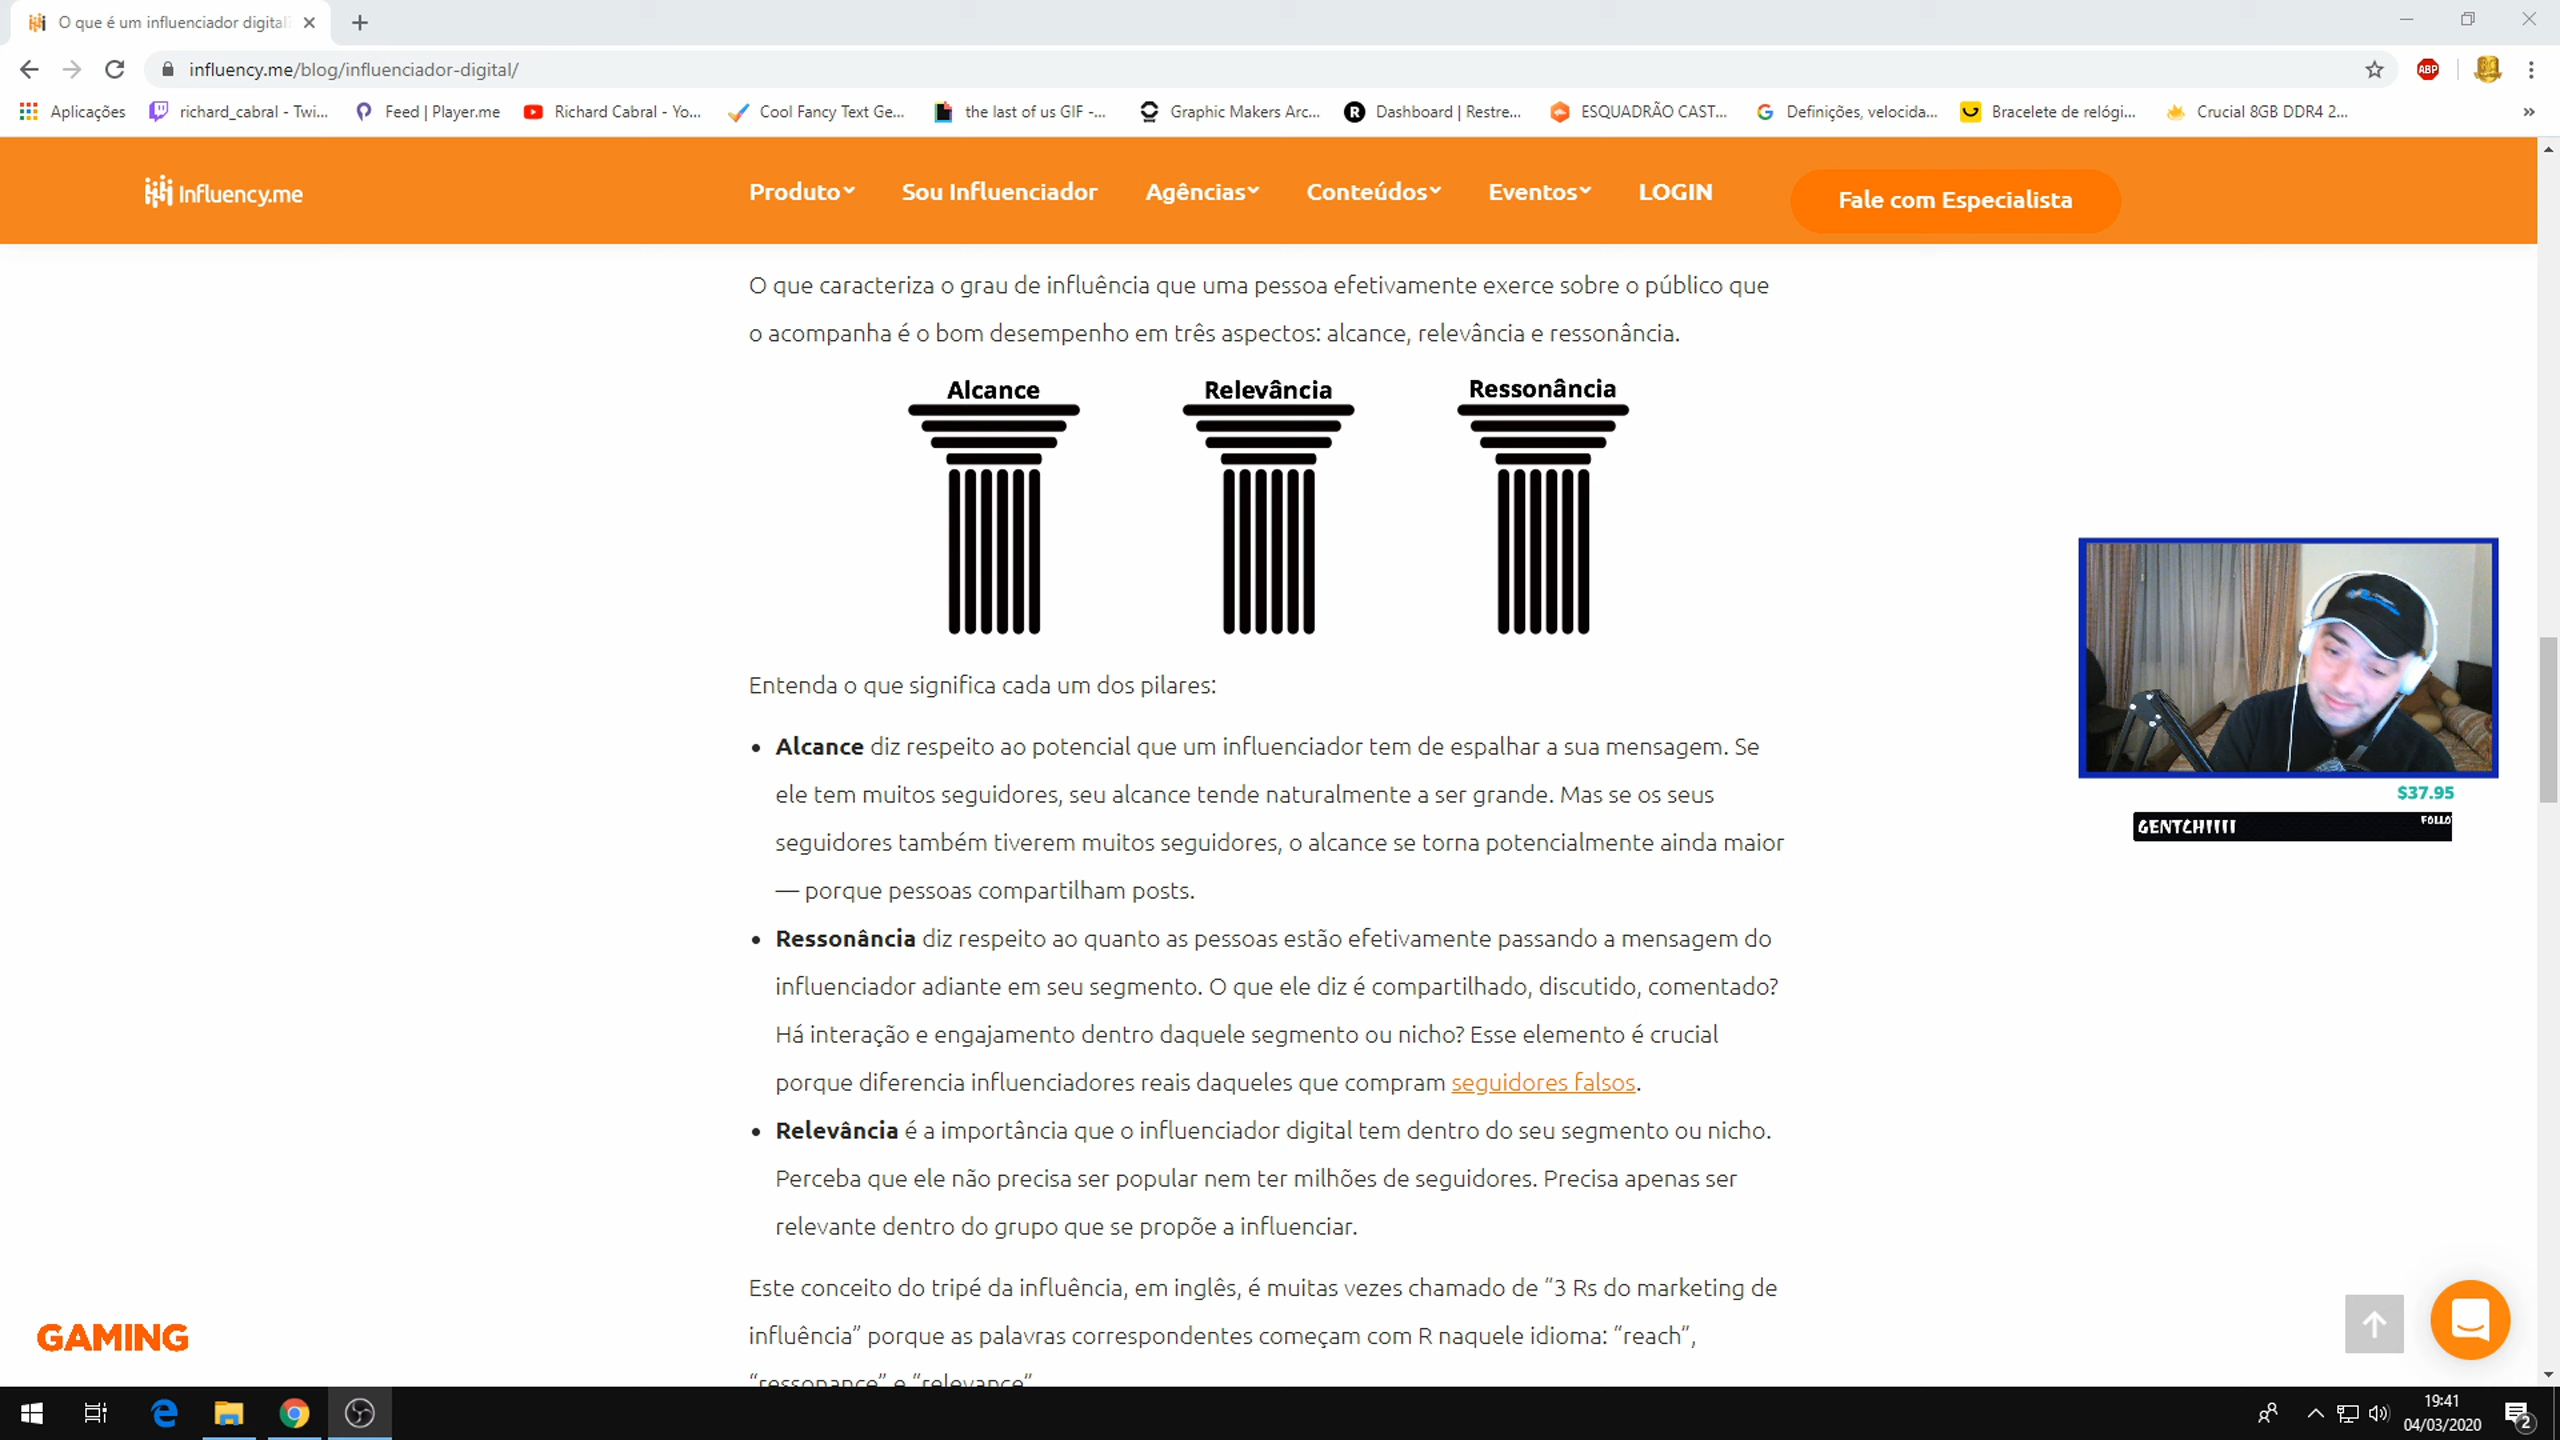 O que é um influenciador digital
influency.me/blog/influenciador-digital/
ABP
Aplicações
richard_cabral - Twi...
Feed | Player.me
Richard Cabral - Yo...
Cool Fancy Text Ge...
the last of us GIF -...
Graphic Makers Arc...
Dashboard | Restre...
ESQUADRÃO CAST...
Definições, velocida...
Bracelete de relógi...
Crucial 8GB DDR4 2...
Influency.me
Produto
Sou Influenciador
Agências
Conteúdos
Eventos
LOGIN
Fale com Especialista
O que caracteriza o grau de influência que uma pessoa efetivamente exerce sobre o público que
o acompanha é o bom desempenho em três aspectos: alcance, relevância e ressonância.
Alcance
Relevância
Ressonância
Entenda o que significa cada um dos pilares:
• Alcance diz respeito ao potencial que um influenciador tem de espalhar a sua mensagem. Se
ele tem muitos seguidores, seu alcance tende naturalmente a ser grande. Mas se os seus
seguidores também tiverem muitos seguidores, o alcance se torna potencialmente ainda maior
— porque pessoas compartilham posts.
• Ressonância diz respeito ao quanto as pessoas estão efetivamente passando a mensagem do
influenciador adiante em seu segmento. O que ele diz é compartilhado, discutido, comentado?
Há interação e engajamento dentro daquele segmento ou nicho? Esse elemento é crucial
porque diferencia influenciadores reais daqueles que compram seguidores falsos.
• Relevância é a importância que o influenciador digital tem dentro do seu segmento ou nicho.
Perceba que ele não precisa ser popular nem ter milhões de seguidores. Precisa apenas ser
relevante dentro do grupo que se propõe a influenciar.
Este conceito do tripé da influência, em inglês, é muitas vezes chamado de “3 Rs do marketing de
influência” porque as palavras correspondentes começam com R naquele idioma: “reach”,
“ressonance” e “relevance”
$37.95
GENTCHIIII
FOLLO
GAMING
19:41
04/03/2020
2